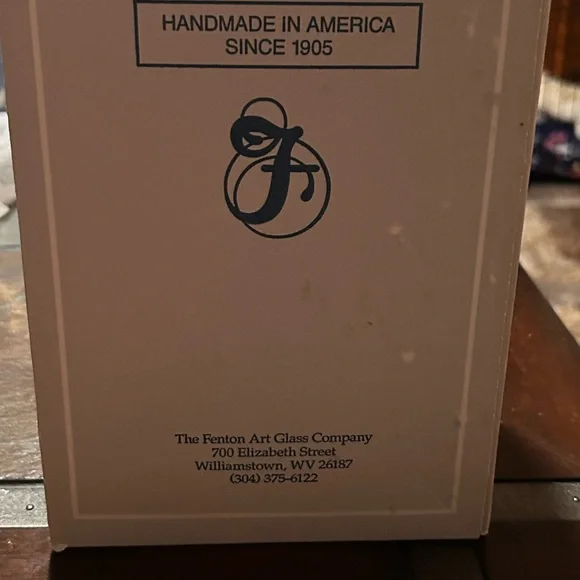 HANDMADE IN AMERICA
SINCE 1905
F
The Fenton Art Glass Company
700 Elizabeth Street
Williamstown, WV 26187
(304) 375-6122